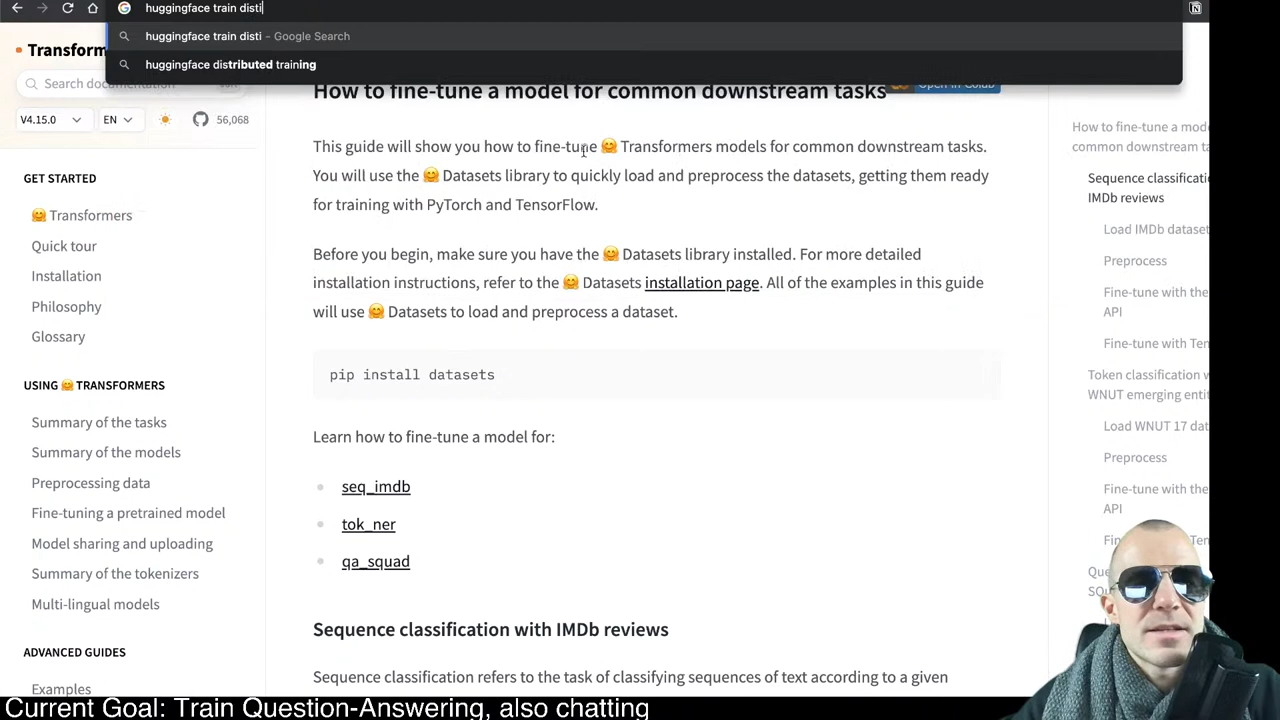 huggingface train disti
huggingface train disti - Google Search
huggingface distributed training
Transform
Search documentation
V4.15.0
EN
56,068
GET STARTED
🤗 Transformers
Quick tour
Installation
Philosophy
Glossary
USING 🤗 TRANSFORMERS
Summary of the tasks
Summary of the models
Preprocessing data
Fine-tuning a pretrained model
Model sharing and uploading
Summary of the tokenizers
Multi-lingual models
ADVANCED GUIDES
Examples
How to fine-tune a model for common downstream tasks
Open in Colab
This guide will show you how to fine-tune 🤗 Transformers models for common downstream tasks.
You will use the 🤗 Datasets library to quickly load and preprocess the datasets, getting them ready
for training with PyTorch and TensorFlow.
Before you begin, make sure you have the 🤗 Datasets library installed. For more detailed
installation instructions, refer to the 🤗 Datasets installation page. All of the examples in this guide
will use 🤗 Datasets to load and preprocess a dataset.
pip install datasets
Learn how to fine-tune a model for:
seq_imdb
tok_ner
qa_squad
Sequence classification with IMDb reviews
Sequence classification refers to the task of classifying sequences of text according to a given
How to fine-tune a mod
common downstream ta
Sequence classificati
IMDb reviews
Load IMDb dataset
Preprocess
Fine-tune with the
API
Fine-tune with Ten
Token classification w
WNUT emerging entit
Load WNUT 17 dat
Preprocess
Fine-tune with the
API
Fin
Ten
Que
SQu
Current Goal: Train Question-Answering, also chatting